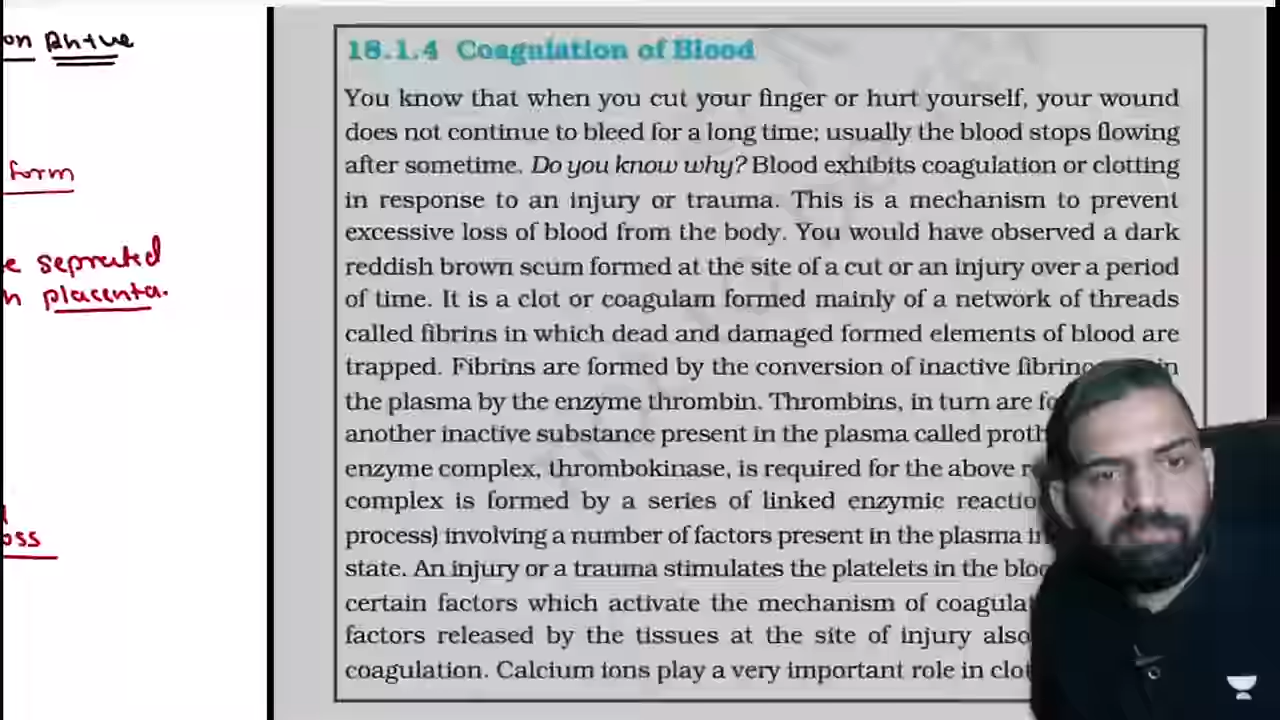 on Rh+ve
form
e seprated
n placenta.
oss
18.1.4 Coagulation of Blood
You know that when you cut your finger or hurt yourself, your wound
does not continue to bleed for a long time; usually the blood stops flowing
after sometime. Do you know why? Blood exhibits coagulation or clotting
in response to an injury or trauma. This is a mechanism to prevent
excessive loss of blood from the body. You would have observed a dark
reddish brown scum formed at the site of a cut or an injury over a period
of time. It is a clot or coagulam formed mainly of a network of threads
called fibrins in which dead and damaged formed elements of blood are
trapped. Fibrins are formed by the conversion of inactive in
the plasma by the enzyme thrombin. Thrombins, in turn are
another inactive substance present in the plasma called
enzyme complex, thrombokinase, is required for the above
complex is formed by a series of linked enzymic
process) involving a number of factors present in the plasma
state. An injury or a trauma stimulates the platelets in the
certain factors which activate the mechanism of
factors released by the tissues at the site of injury also
coagulation. Calcium ions play a very important role in